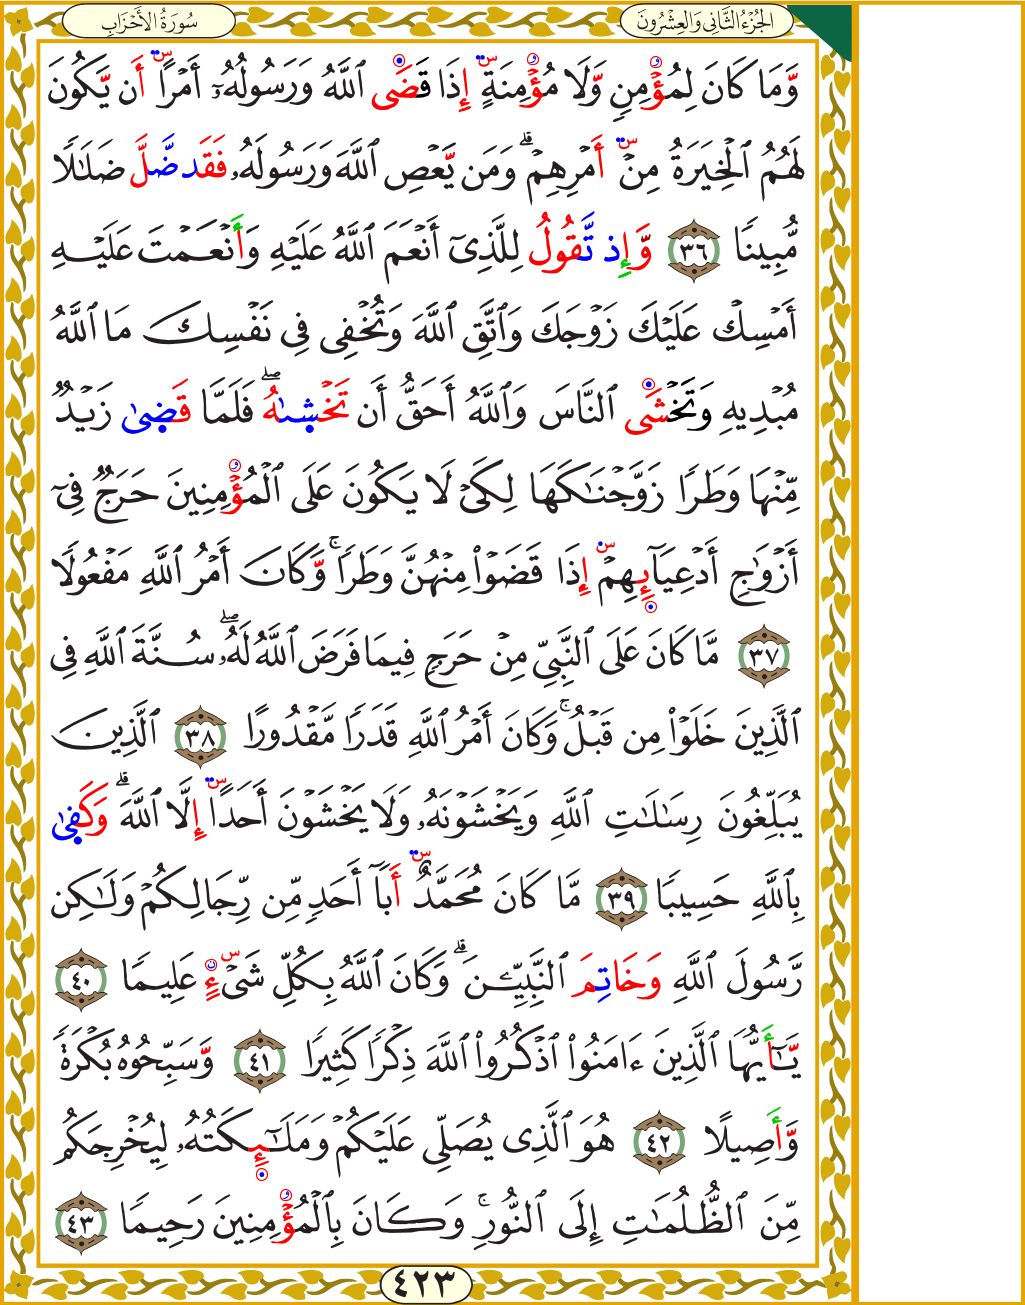 الجُزْءُ الثَّانِي وَالعِشْرُونَ
سُورَةُ الأَحْزَابِ
وَّمَا كَانَ لِمُؤۡمِنٖ وَّلَا مُؤۡمِنَةٍ إِذَا قَضَى ٱللَّهُ وَرَسُولُهُۥٓ أَمۡرًا أَن يَّكُونَ
لَهُمُ ٱلۡخِيَرَةُ مِنۡ أَمۡرِهِمۡۗ وَمَن يَّعۡصِ ٱللَّهَ وَرَسُولَهُۥ فَقَد ضَّلَّ ضَلَٰلٗا
مُّبِينٗا ٣٦ وَّإِذ تَّقُولُ لِلَّذِيٓ أَنۡعَمَ ٱللَّهُ عَلَيۡهِ وَأَنۡعَمۡتَ عَلَيۡهِ
أَمۡسِكۡ عَلَيۡكَ زَوۡجَكَ وَٱتَّقِ ٱللَّهَ وَتُخۡفِي فِي نَفۡسِكَ مَا ٱللَّهُ
مُبۡدِيهِ وَتَخۡشَى ٱلنَّاسَ وَٱللَّهُ أَحَقُّ أَن تَخۡشىٰهُۖ فَلَمَّا قَضىٰ زَيۡدٞ
مِّنۡهَا وَطَرٗا زَوَّجۡنَٰكَهَا لِكَيۡ لَا يَكُونَ عَلَى ٱلۡمُؤۡمِنِينَ حَرَجٞ فِيٓ
أَزۡوَٰجِ أَدۡعِيَآئِهِمۡ إِذَا قَضَوۡاْ مِنۡهُنَّ وَطَرٗاۚ وَّكَانَ أَمۡرُ ٱللَّهِ مَفۡعُولٗا
٣٧ مَّا كَانَ عَلَى ٱلنَّبِيِّ مِنۡ حَرَجٖ فِيمَا فَرَضَ ٱللَّهُ لَهُۥۖ سُنَّةَ ٱللَّهِ فِي
ٱلَّذِينَ خَلَوۡاْ مِن قَبۡلُۚ وَكَانَ أَمۡرُ ٱللَّهِ قَدَرٗا مَّقۡدُورًا ٣٨ ٱلَّذِينَ
يُبَلِّغُونَ رِسَٰلَٰتِ ٱللَّهِ وَيَخۡشَوۡنَهُۥ وَلَا يَخۡشَوۡنَ أَحَدًا إِلَّا ٱللَّهَۗ وَكَفىٰ
بِٱللَّهِ حَسِيبٗا ٣٩ مَّا كَانَ مُحَمَّدٌ أَبَآ أَحَدٖ مِّن رِّجَالِكُمۡ وَلَٰكِن
رَّسُولَ ٱللَّهِ وَخَاتِمَ ٱلنَّبِيِّـۧنَۗ وَكَانَ ٱللَّهُ بِكُلِّ شَيۡءٍ عَلِيمٗا ٤٠
يَّٰٓأَيُّهَا ٱلَّذِينَ ءَامَنُواْ ٱذۡكُرُواْ ٱللَّهَ ذِكۡرٗا كَثِيرٗا ٤١ وَّسَبِّحُوهُ بُكۡرَةٗ
وَّأَصِيلًا ٤٢ هُوَ ٱلَّذِي يُصَلِّي عَلَيۡكُمۡ وَمَلَٰٓئِكَتُهُۥ لِيُخۡرِجَكُم
مِّنَ ٱلظُّلُمَٰتِ إِلَى ٱلنُّورِۚ وَكَانَ بِٱلۡمُؤۡمِنِينَ رَحِيمٗا ٤٣
٤٢٣